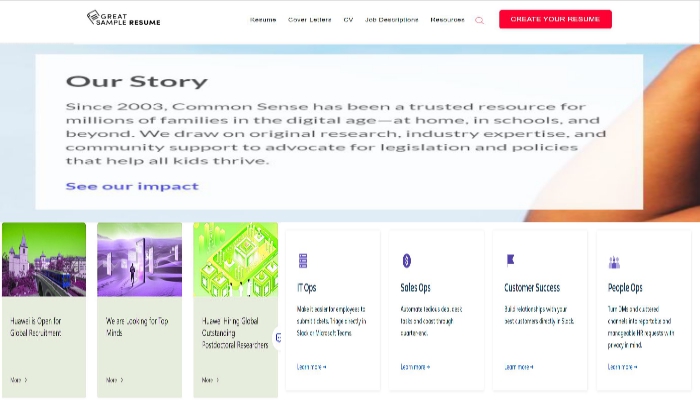 GREAT
SAMPLE RESUME
Resume Cover Letters CV Job Descriptions Resources
CREATE YOUR RESUME
Our Story
Since 2003, Common Sense has been a trusted resource for
millions of families in the digital age—at home, in schools, and
beyond. We draw on original research, industry expertise, and
community support to advocate for legislation and policies
that help all kids thrive.
See our impact
Huawei is Open for
Global Recruitment
More >
We are Looking for Top
Minds
More >
Huawei Hiring Global
Outstanding
Postdoctoral Researchers
More >
IT Ops
Make it easier for employees to
submit tickets. Triage directly in
Slack or Microsoft Teams.
Learn more →
Sales Ops
Automate tedious deal desk
tasks and coast through
quarter-end.
Learn more →
Customer Success
Build relationships with your
best customers directly in Slack.
Learn more →
People Ops
Turn DMs and cluttered
channels into reportable and
manageable HR requests with
privacy in mind.
Learn more →